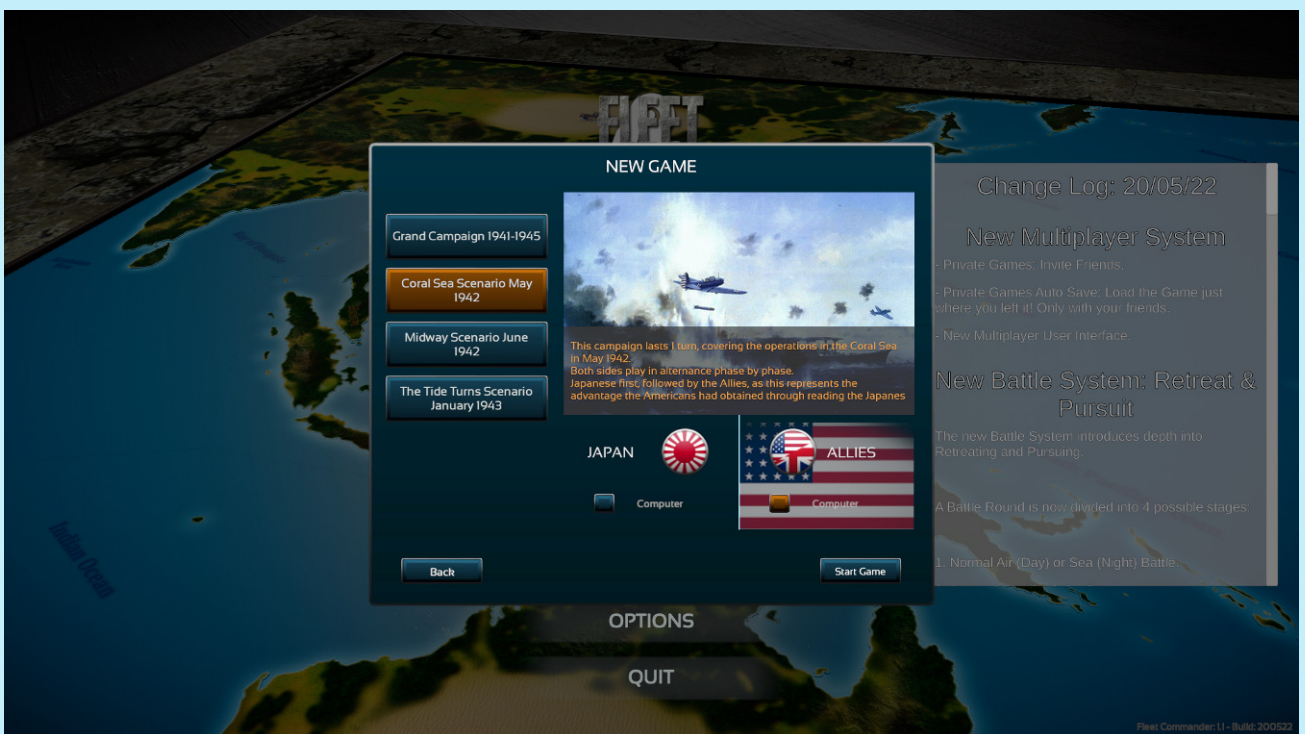 FLEET
NEW GAME
Grand Campaign 1941-1945
Coral Sea Scenario May
1942
Midway Scenario June
1942
The Tide Turns Scenario
January 1943
This campaign lasts 1 turn, covering the operations in the Coral Sea
in May 1942.
Both sides play in alternance phase by phase.
Japanese first, followed by the Allies, as this represents the
advantage the Americans had obtained through reading the Japanes
JAPAN
ALLIES
Computer
Computer
Back
Start Game
OPTIONS
QUIT
Change Log: 20/05/22
New Multiplayer System
- Private Games: Invite Friends.
- Private Games Auto Save: Load the Game just
where you left it! Only with your friends.
- New Multiplayer User Interface.
New Battle System: Retreat &
Pursuit
The new Battle System introduces depth into
Retreating and Pursuing.
A Battle Round is now divided into 4 possible stages:
1. Normal Air (Day) or Sea (Night) Battle
Indian Ocean
Fleet Commander: 1.1 - Build: 200522